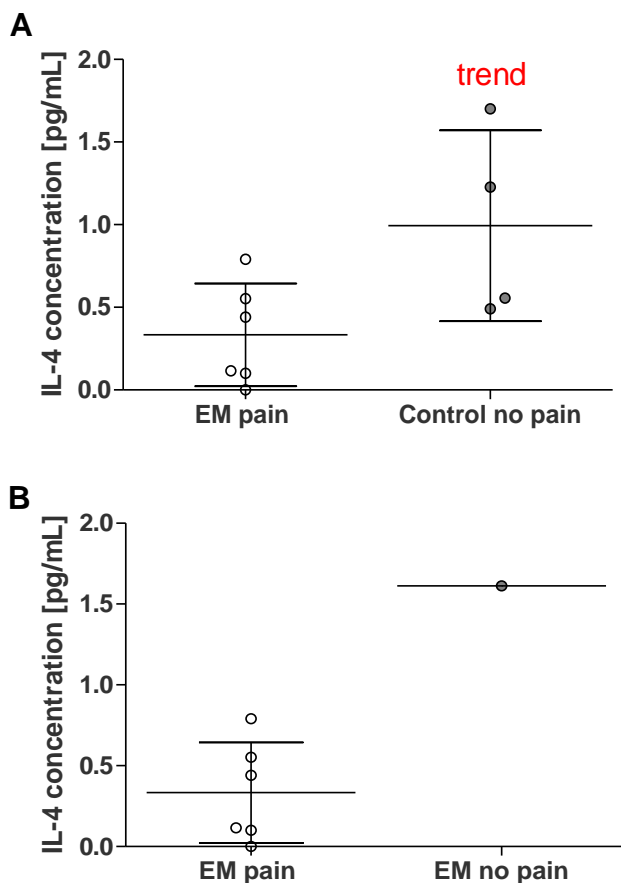 A
IL-4 concentration [pg/mL]
2.0
1.5
1.0
0.5
0.0
trend
EM pain
Control no pain
B
IL-4 concentration [pg/mL]
2.0
1.5
1.0
0.5
0.0
EM pain
EM no pain